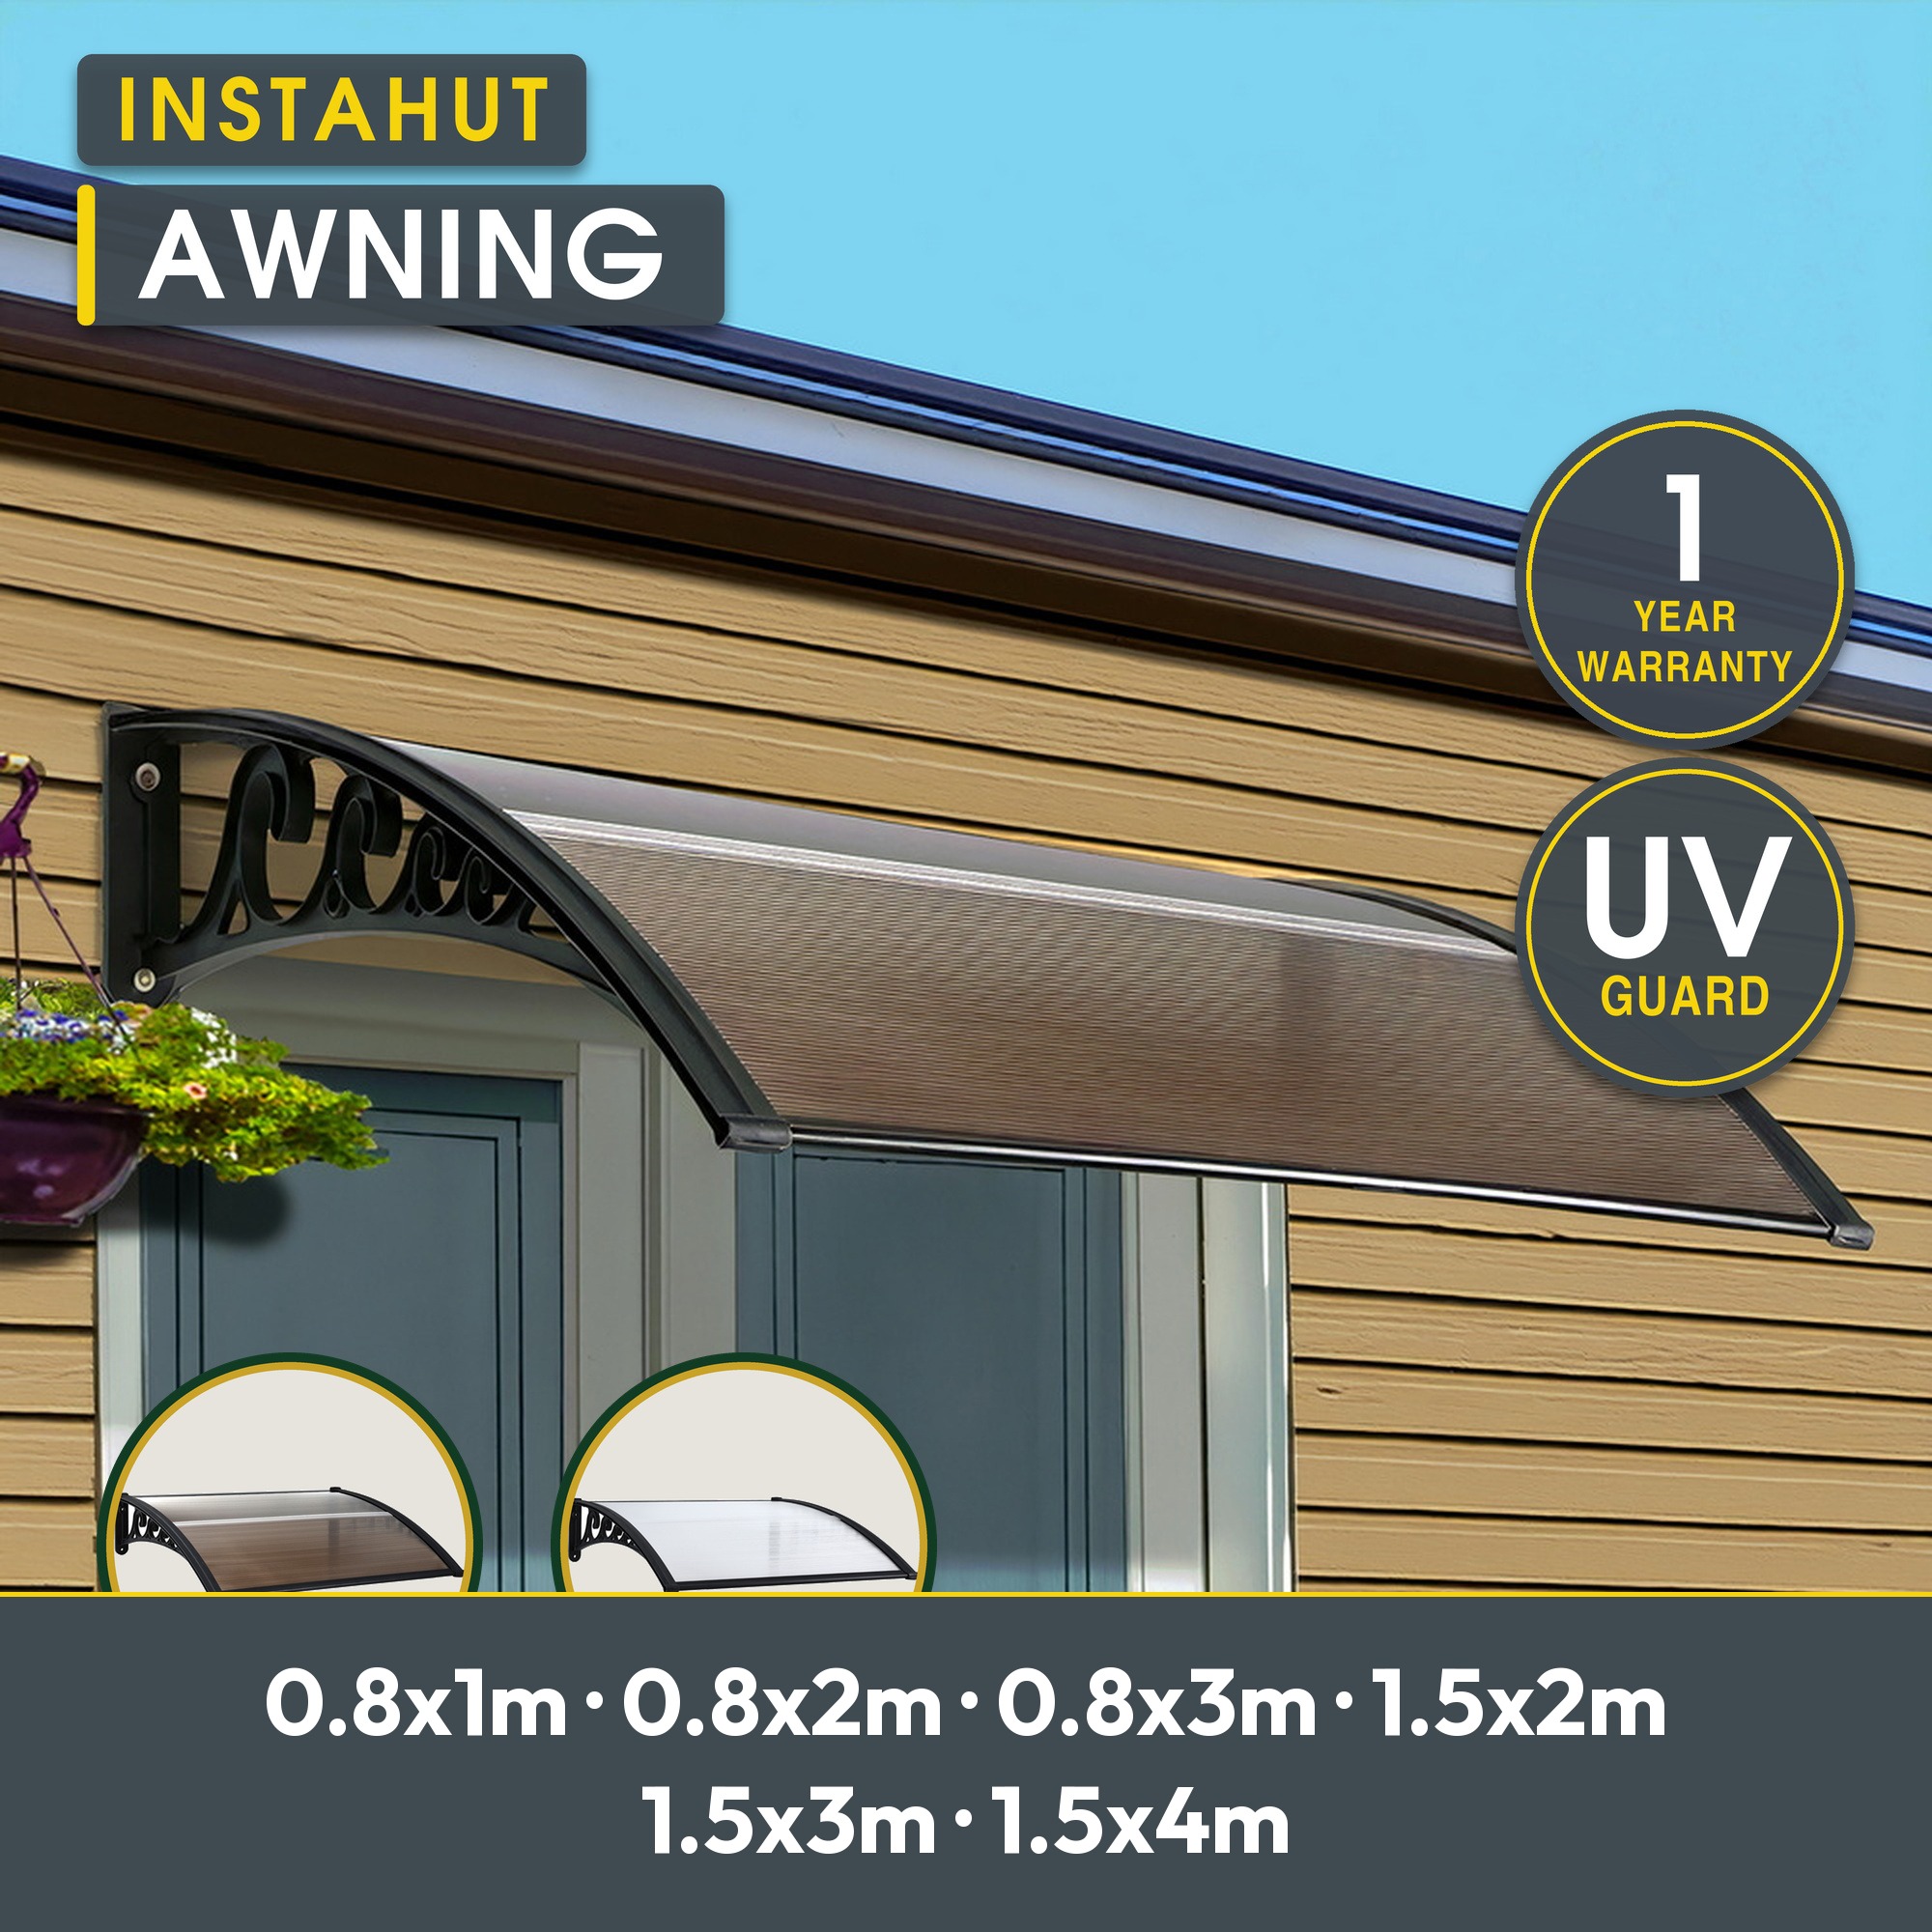 INSTAHUT
AWNING
1
YEAR
WARRANTY
UV
GUARD
0.8x1m · 0.8x2m · 0.8x3m · 1.5x2m
1.5x3m · 1.5x4m